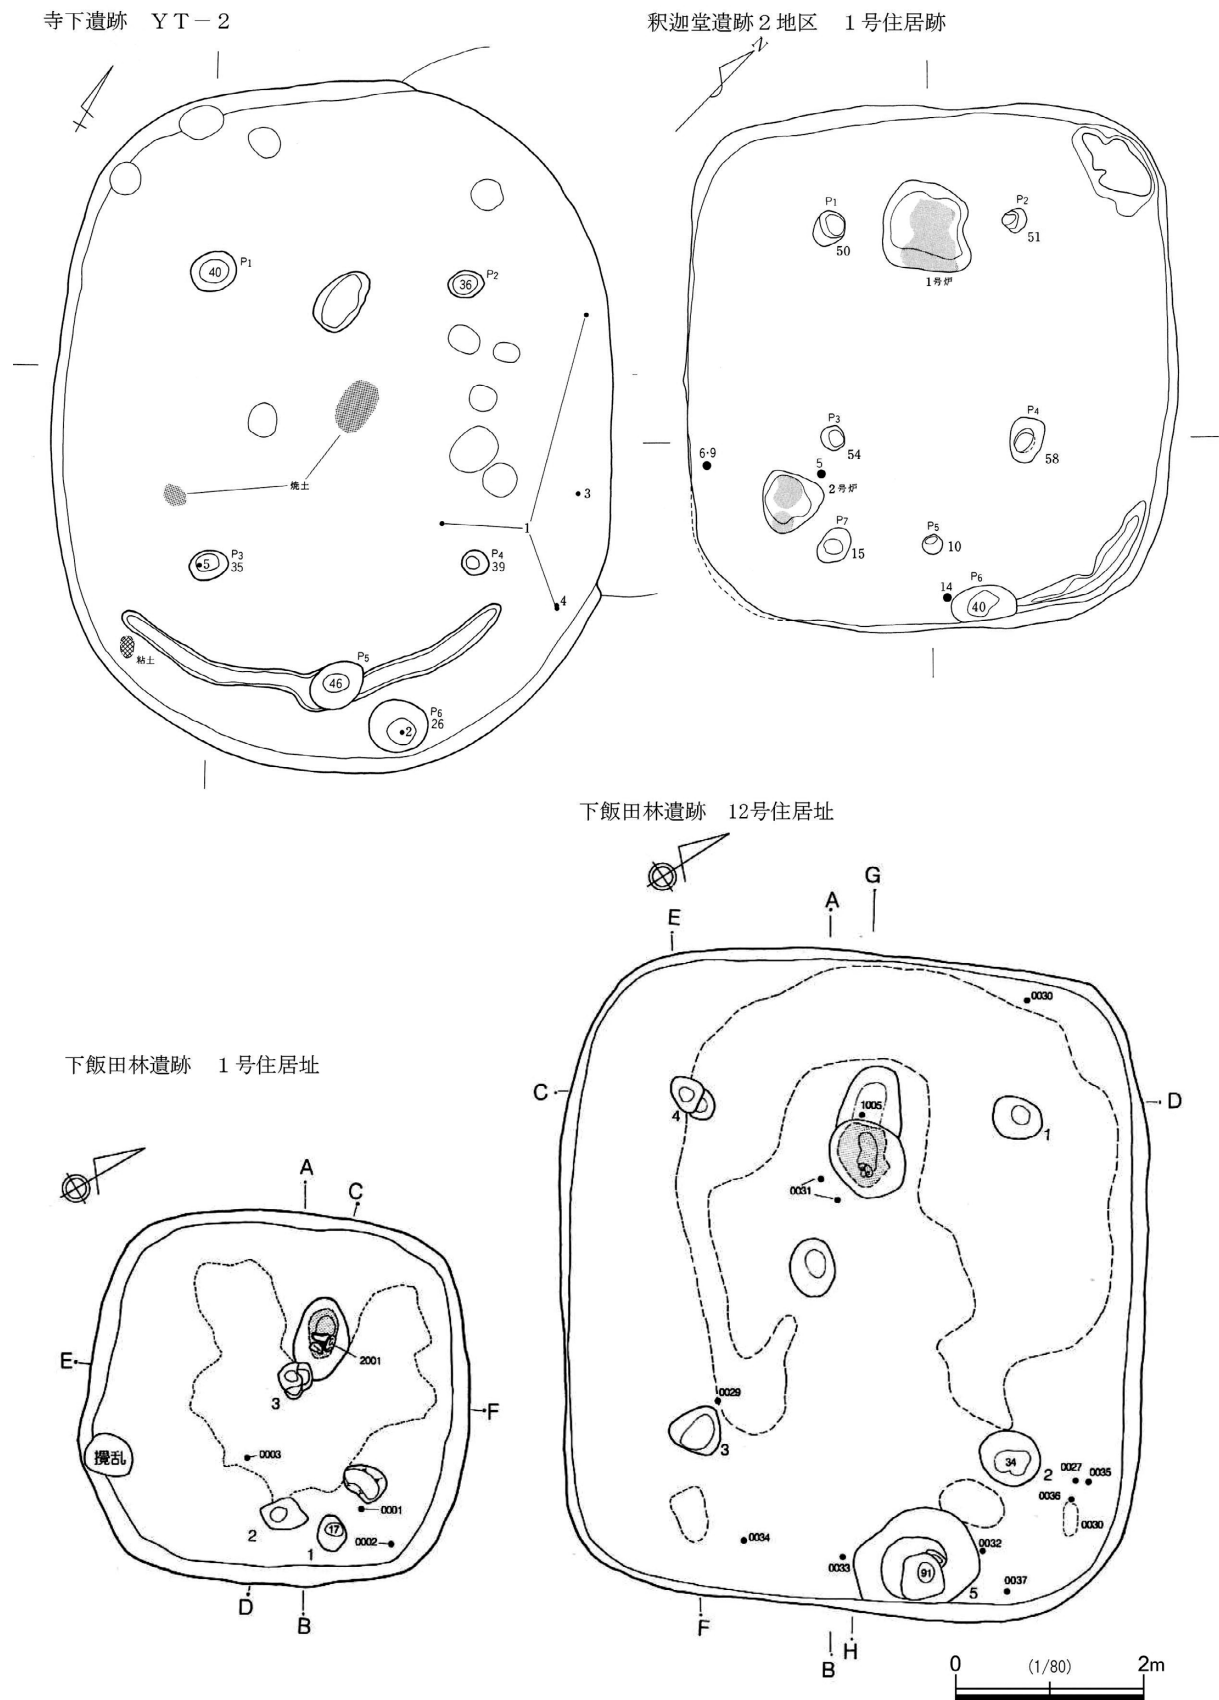 寺下遺跡　ＹＴ－２
釈迦堂遺跡２地区　１号住居跡
N
40 P1
36 P2
焼土
1
3
5 P3 35
P4 39
4
粘土
46 P5
2 P6 26
P1 50
P2 51
1号炉
P3 54
P4 58
6・9
5
2号炉
P7 15
P5 10
14
P6 40
下飯田林遺跡　12号住居址
G
A
E
0030
C
D
4
1005
1
0031
0029
3
34 2
0027 0035
0036
0030
0034
0033
0032
91 5
0037
F
H
B
下飯田林遺跡　１号住居址
A
C
E
2001
3
F
攪乱
0003
0001
2
17 1
0002
D
B
0 (1/80) 2m